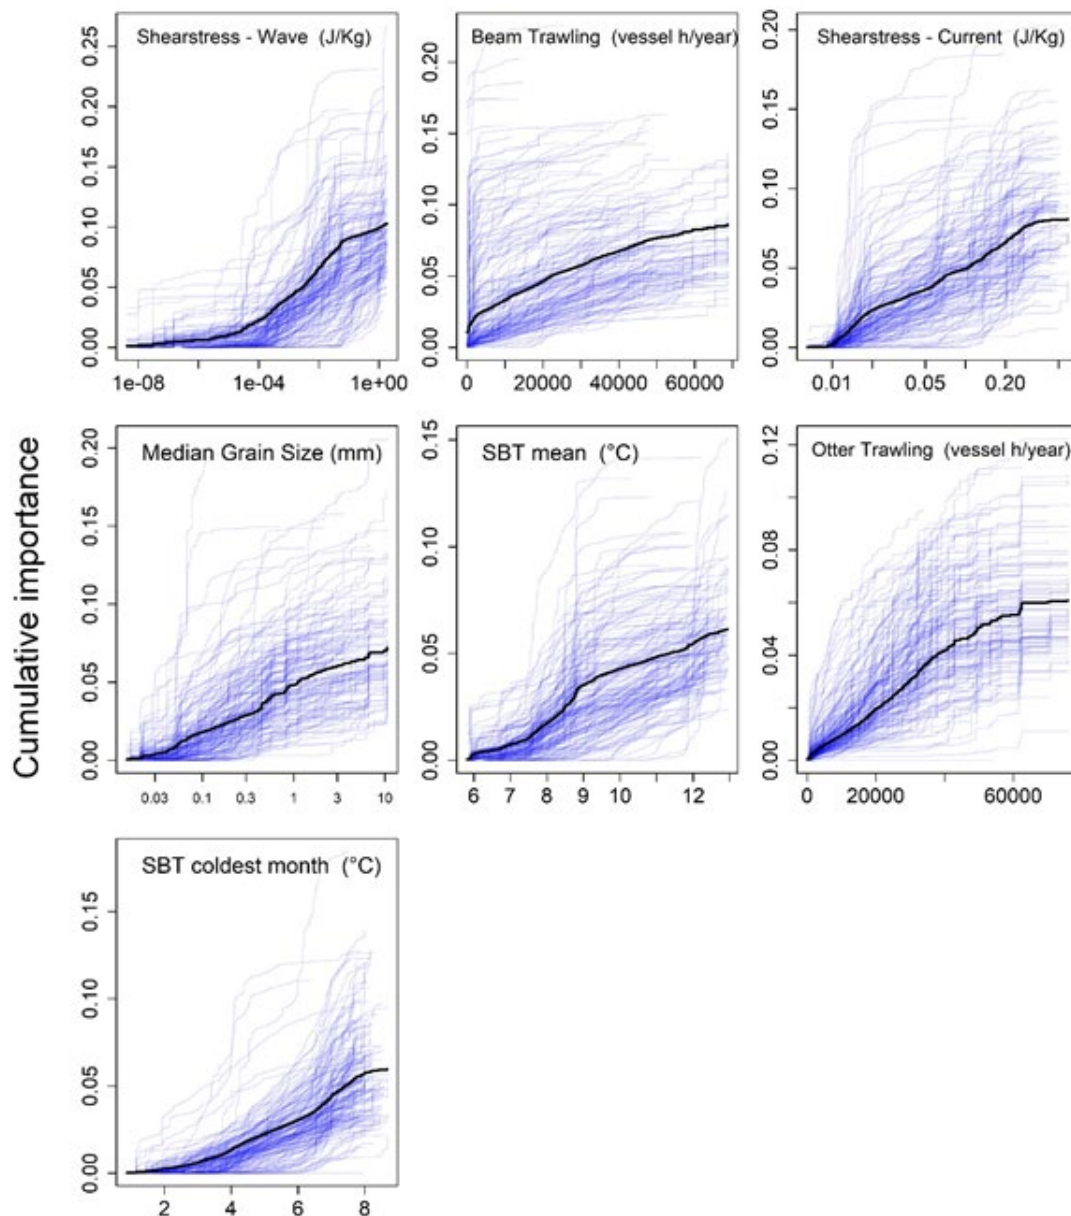 Cumulative importance
Shearstress - Wave (J/Kg)
0.25
0.20
0.15
0.10
0.05
0.00
1e-08 1e-04 1e+00
Beam Trawling (vessel h/year)
0.20
0.15
0.10
0.05
0.00
0 20000 40000 60000
Shearstress - Current (J/Kg)
0.20
0.15
0.10
0.05
0.00
0.01 0.05 0.20
Median Grain Size (mm)
0.20
0.15
0.10
0.05
0.00
0.03 0.1 0.3 1 3 10
SBT mean (°C)
0.15
0.10
0.05
0.00
6 7 8 9 10 12
Otter Trawling (vessel h/year)
0.12
0.08
0.04
0.00
0 20000 60000
SBT coldest month (°C)
0.15
0.10
0.05
0.00
2 4 6 8